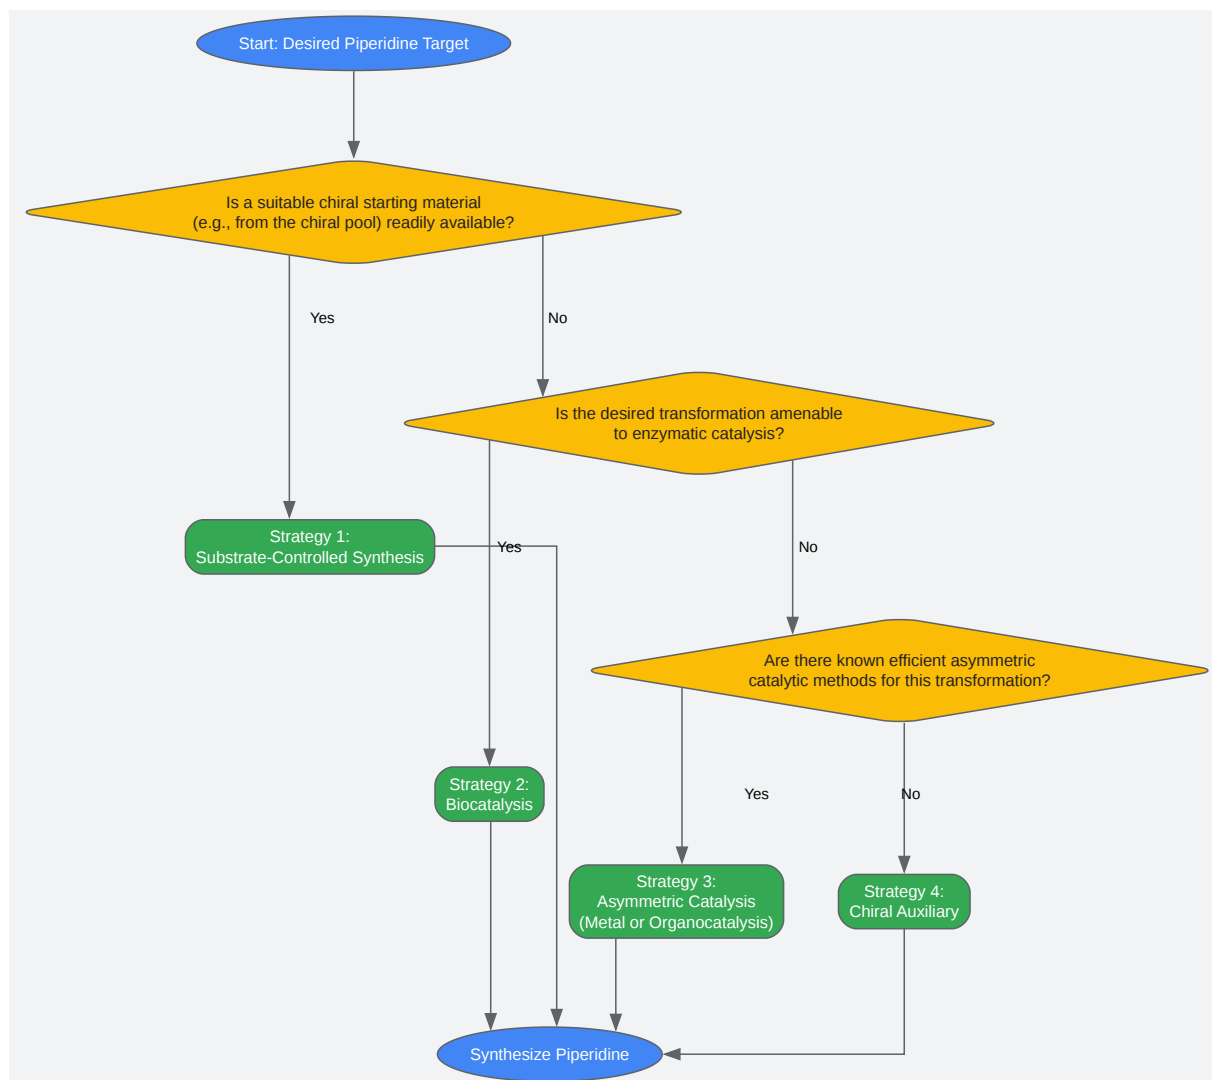 Start: Desired Piperidine Target
Is a suitable chiral starting material
(e.g., from the chiral pool) readily available?
Yes
No
Is the desired transformation amenable
to enzymatic catalysis?
Strategy 1:
Substrate-Controlled Synthesis
Yes
No
Are there known efficient asymmetric
catalytic methods for this transformation?
Strategy 2:
Biocatalysis
Yes
No
Strategy 3:
Asymmetric Catalysis
(Metal or Organocatalysis)
Strategy 4:
Chiral Auxiliary
Synthesize Piperidine